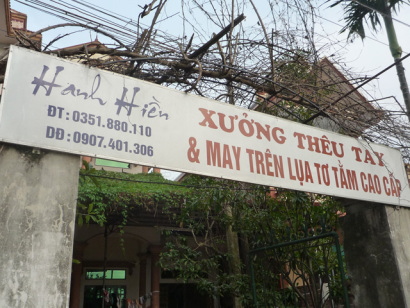 Hanh Hiền
ĐT: 0351.880.110
DĐ: 0907.401.306
XƯỞNG THÊU TAY
& MAY TRÊN LỤA TƠ TẰM CAO CẤP